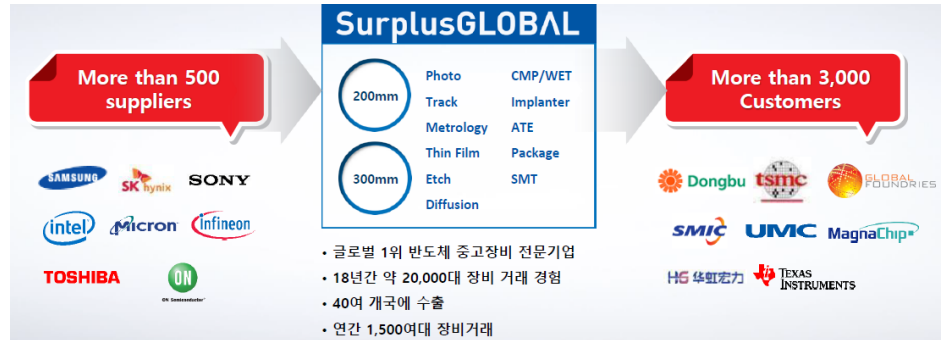 SurplusGLOBAL
More than 500
suppliers
200mm
300mm
Photo
Track
Metrology
Thin Film
Etch
Diffusion
CMP/WET
Implanter
ATE
Package
SMT
More than 3,000
Customers
SAMSUNG
SK hynix
SONY
intel
Micron
infineon
TOSHIBA
ON
ON Semiconductor
• 글로벌 1위 반도체 중고장비 전문기업
• 18년간 약 20,000대 장비 거래 경험
• 40여 개국에 수출
• 연간 1,500여대 장비거래
Dongbu
tsmc
GLOBAL
FOUNDRIES
SMIC
UMC
MagnaChip
HG 华虹宏力
TEXAS
INSTRUMENTS